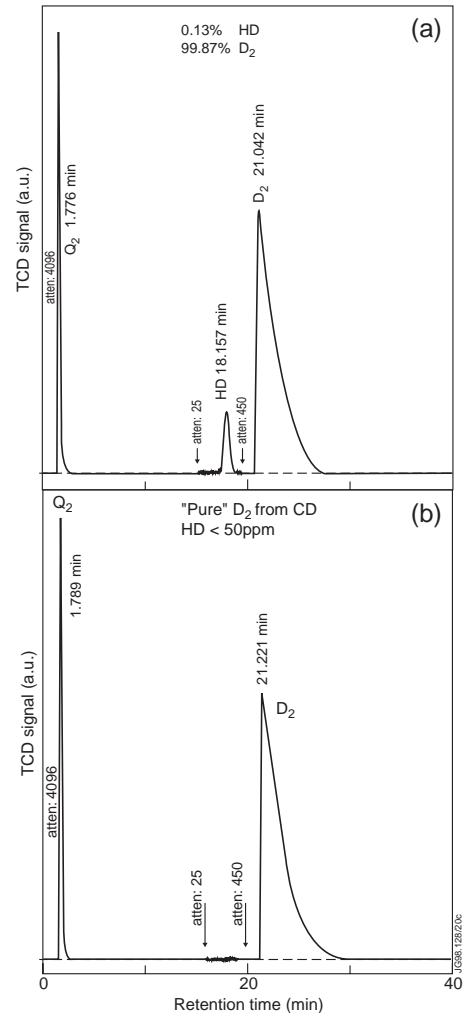 (a)
0.13% HD
99.87% D₂
TCD signal (a.u.)
atten: 4096
Q₂ 1.776 min
atten: 25
HD 18.157 min
atten: 450
D₂ 21.042 min
(b)
Q₂
"Pure" D₂ from CD
HD < 50ppm
TCD signal (a.u.)
atten: 4096
1.789 min
atten: 25
atten: 450
21.221 min
D₂
0 20 40
Retention time (min)
JG98.128/20c